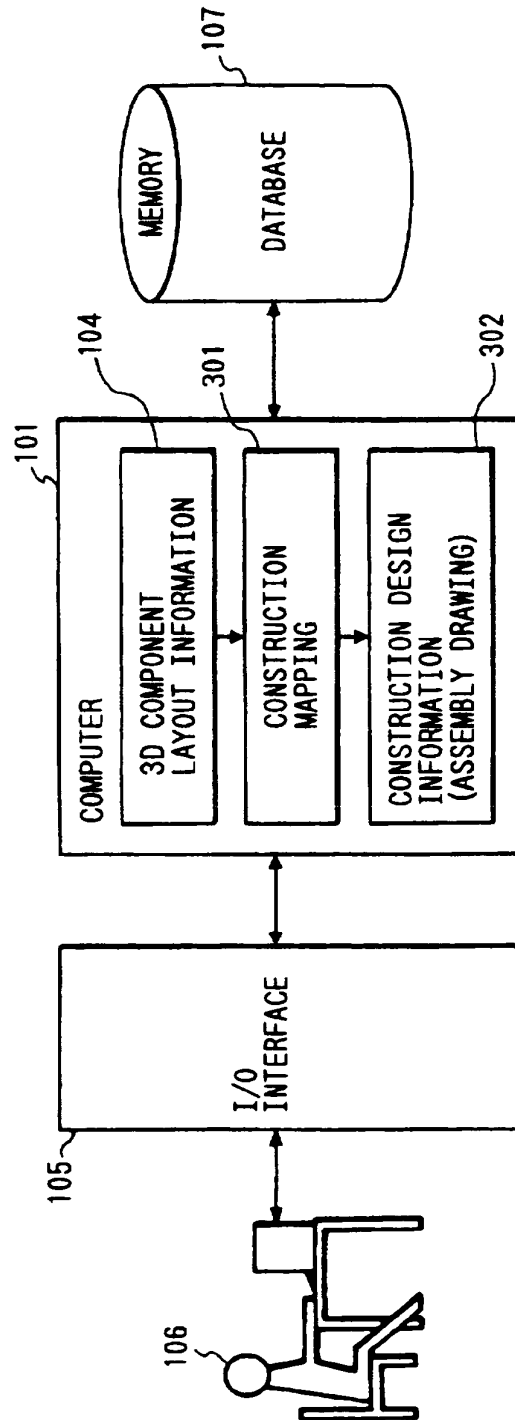 106
105
I/O
INTERFACE
101
COMPUTER
104
3D COMPONENT
LAYOUT INFORMATION
301
CONSTRUCTION
MAPPING
302
CONSTRUCTION DESIGN
INFORMATION
(ASSEMBLY DRAWING)
107
MEMORY
DATABASE